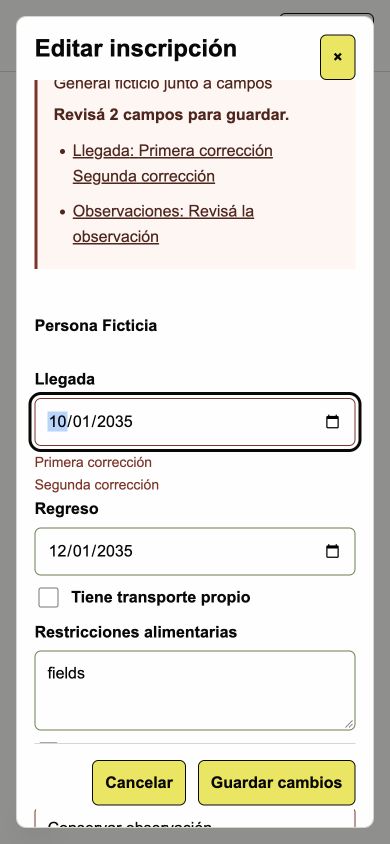 Editar inscripción
×
General ficticio junto a campos
Revisá 2 campos para guardar.
Llegada: Primera corrección
Segunda corrección
Observaciones: Revisá la
observación
Persona Ficticia
Llegada
10/01/2035
Primera corrección
Segunda corrección
Regreso
12/01/2035
Tiene transporte propio
Restricciones alimentarias
fields
Cancelar
Guardar cambios
Conservar observación